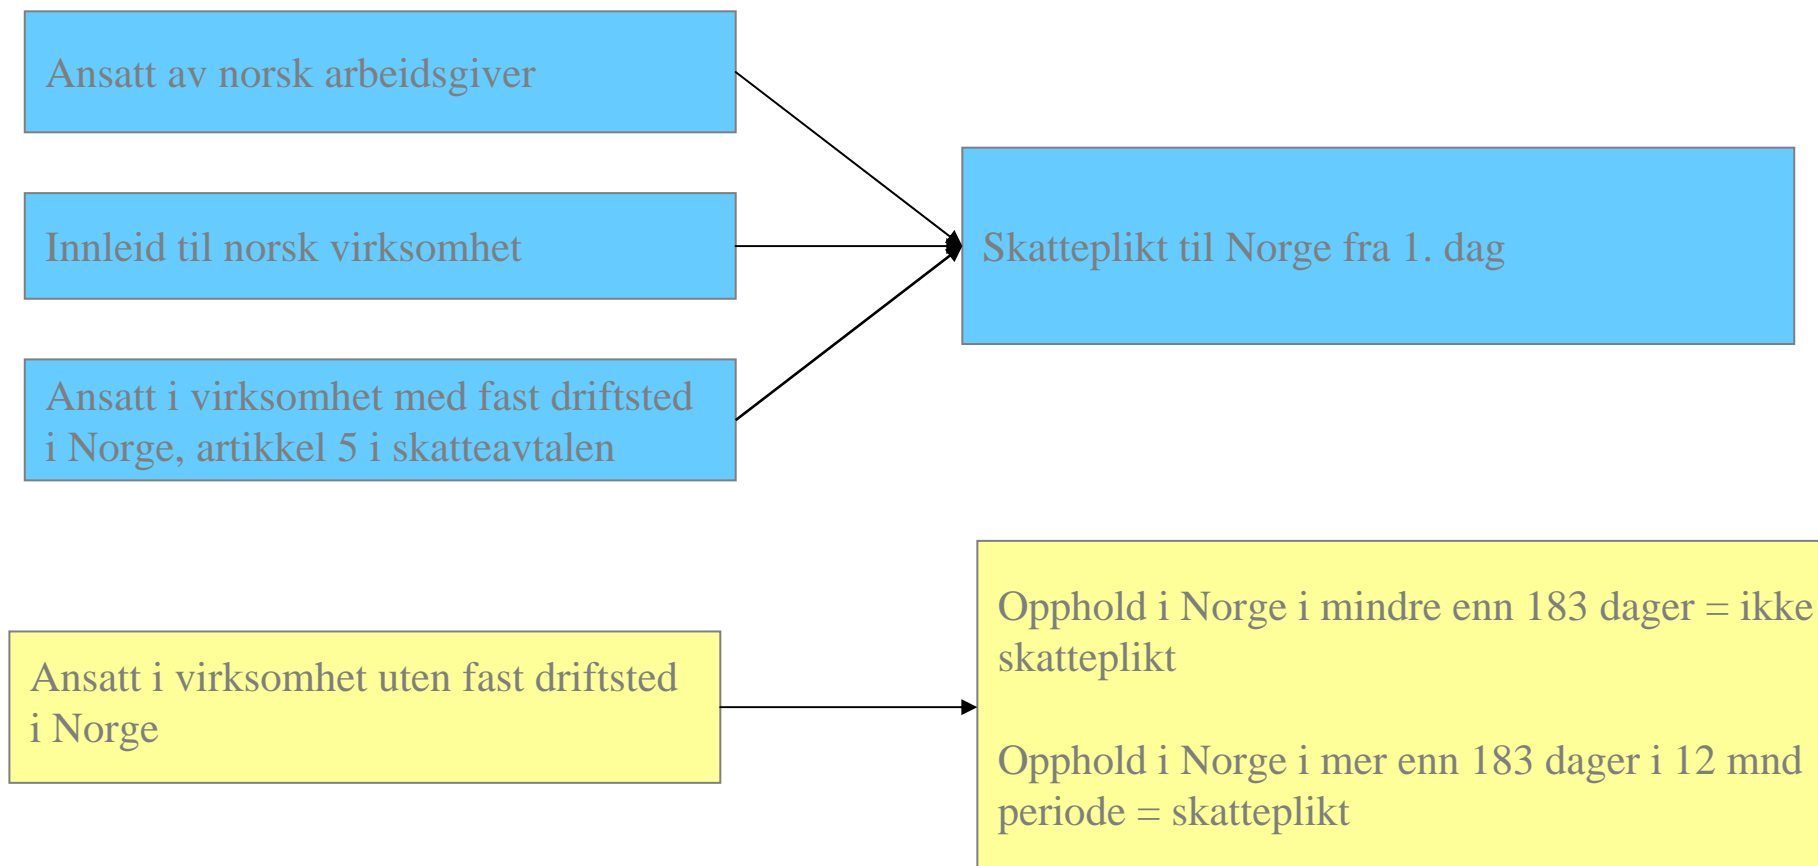 Ansatt av norsk arbeidsgiver
Innleid til norsk virksomhet
Ansatt i virksomhet med fast driftsted
i Norge, artikkel 5 i skatteavtalen
Skatteplikt til Norge fra 1. dag
Ansatt i virksomhet uten fast driftsted
i Norge
Opphold i Norge i mindre enn 183 dager = ikke
skatteplikt
Opphold i Norge i mer enn 183 dager i 12 mnd
periode = skatteplikt